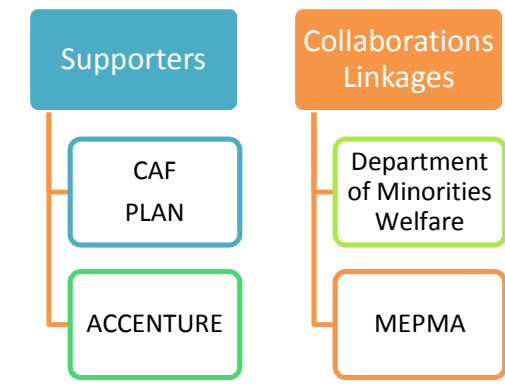 Supporters
CAF
PLAN
ACCENTURE
Collaborations
Linkages
Department
of Minorities
Welfare
MEPMA